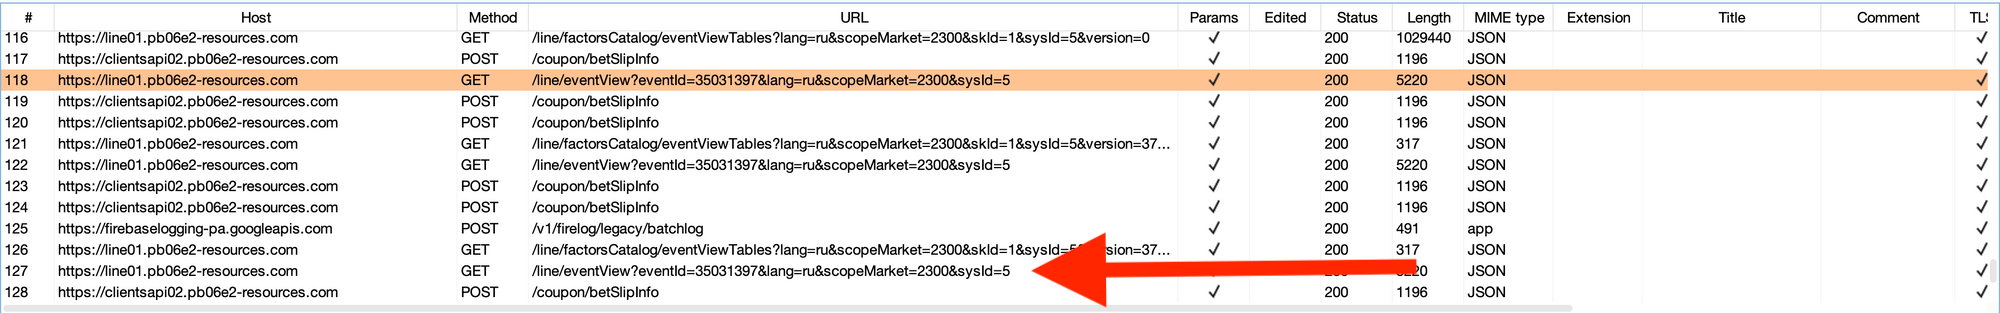 # Host Method URL Params Edited Status Length MIME type Extension Title Comment
116 https://line01.pb06e2-resources.com GET /line/factorsCatalog/eventViewTables?lang=ru&scopeMarket=2300&skId=1&sysId=5&version=0 ✓ 200 1029440 JSON ✓
117 https://clientsapi02.pb06e2-resources.com POST /coupon/betSlipInfo ✓ 200 1196 JSON ✓
118 https://line01.pb06e2-resources.com GET /line/eventView?eventId=35031397&lang=ru&scopeMarket=2300&sysId=5 ✓ 200 5220 JSON ✓
119 https://clientsapi02.pb06e2-resources.com POST /coupon/betSlipInfo ✓ 200 1196 JSON ✓
120 https://clientsapi02.pb06e2-resources.com POST /coupon/betSlipInfo ✓ 200 1196 JSON ✓
121 https://line01.pb06e2-resources.com GET /line/factorsCatalog/eventViewTables?lang=ru&scopeMarket=2300&skId=1&sysId=5&version=37... ✓ 200 317 JSON ✓
122 https://line01.pb06e2-resources.com GET /line/eventView?eventId=35031397&lang=ru&scopeMarket=2300&sysId=5 ✓ 200 5220 JSON ✓
123 https://clientsapi02.pb06e2-resources.com POST /coupon/betSlipInfo ✓ 200 1196 JSON ✓
124 https://clientsapi02.pb06e2-resources.com POST /coupon/betSlipInfo ✓ 200 1196 JSON ✓
125 https://firebaselogging-pa.googleapis.com POST /v1/firelog/legacy/batchlog ✓ 200 491 app ✓
126 https://line01.pb06e2-resources.com GET /line/factorsCatalog/eventViewTables?lang=ru&scopeMarket=2300&skId=1&sysId=5&version=37... ✓ 200 317 JSON ✓
127 https://line01.pb06e2-resources.com GET /line/eventView?eventId=35031397&lang=ru&scopeMarket=2300&sysId=5 JSON ✓
128 https://clientsapi02.pb06e2-resources.com POST /coupon/betSlipInfo ✓ 200 1196 JSON ✓